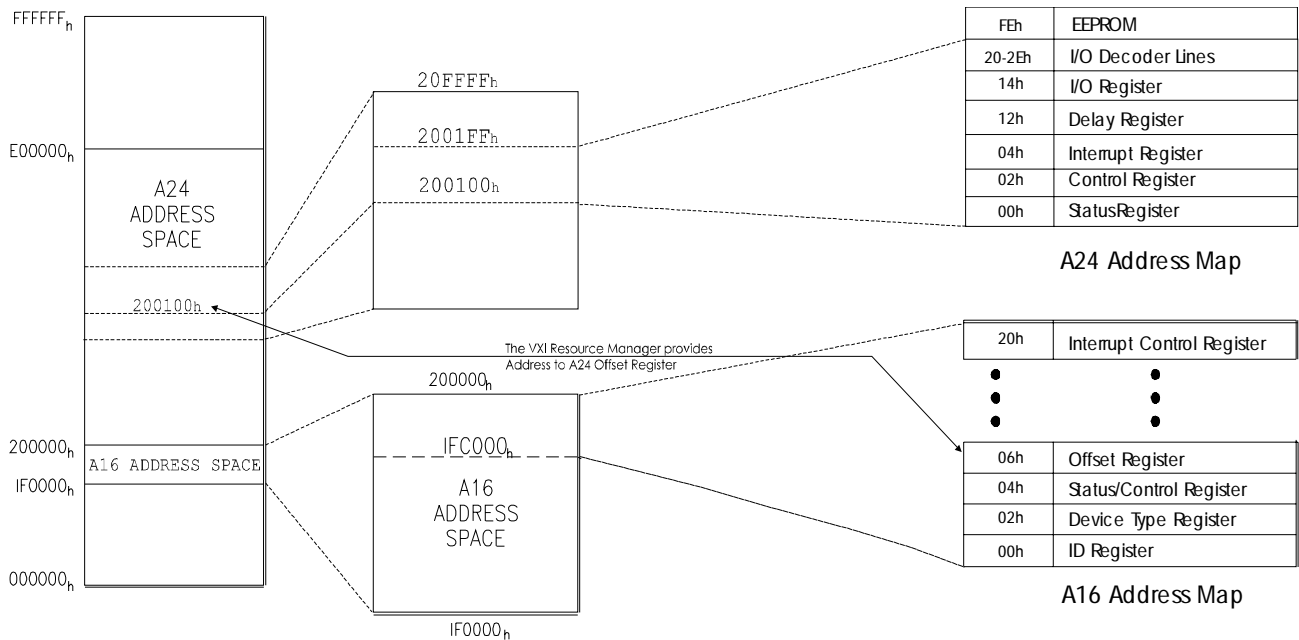 FFFFFFh
E00000h
A24
ADDRESS
SPACE
200100h
200000h
A16 ADDRESS SPACE
IF0000h
000000h
20FFFFh
2001FFh
200100h
The VXI Resource Manager provides
Address to A24 Offset Register
200000h
IFC000h
A16
ADDRESS
SPACE
IF0000h
FEh EEPROM
20-2Eh I/O Decoder Lines
14h I/O Register
12h Delay Register
04h Interrupt Register
02h Control Register
00h StatusRegister
A24 Address Map
20h Interrupt Control Register
06h Offset Register
04h Status/Control Register
02h Device Type Register
00h ID Register
A16 Address Map